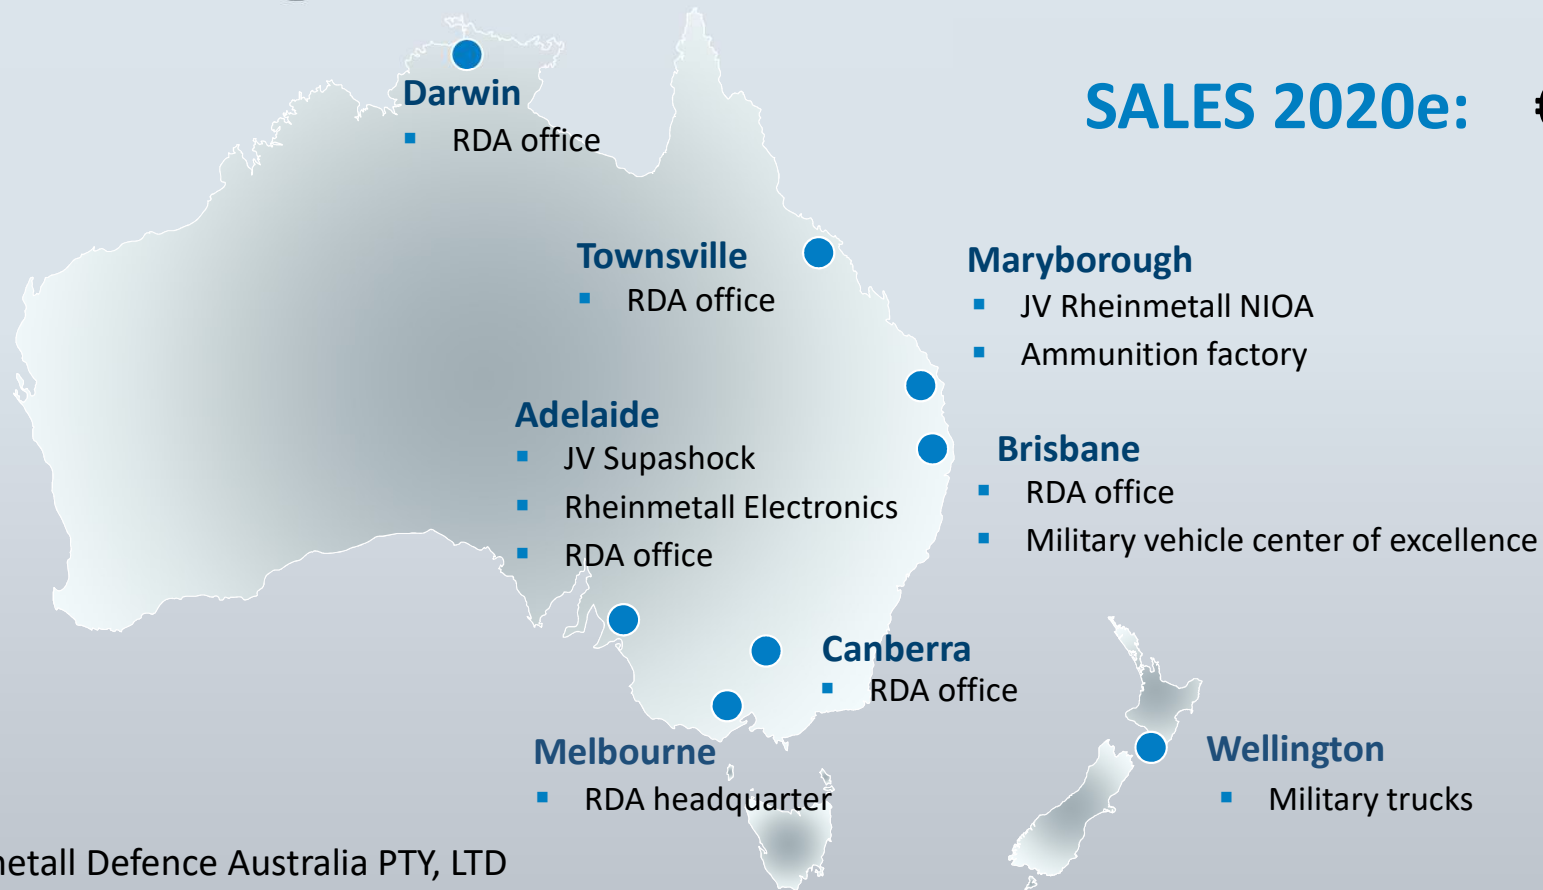 Darwin
▪ RDA office
SALES 2020e: €
Townsville
▪ RDA office
Maryborough
▪ JV Rheinmetall NIOA
▪ Ammunition factory
Adelaide
▪ JV Supashock
▪ Rheinmetall Electronics
▪ RDA office
Brisbane
▪ RDA office
▪ Military vehicle center of excellence
Canberra
▪ RDA office
Melbourne
▪ RDA headquarter
Wellington
▪ Military trucks
metall Defence Australia PTY, LTD